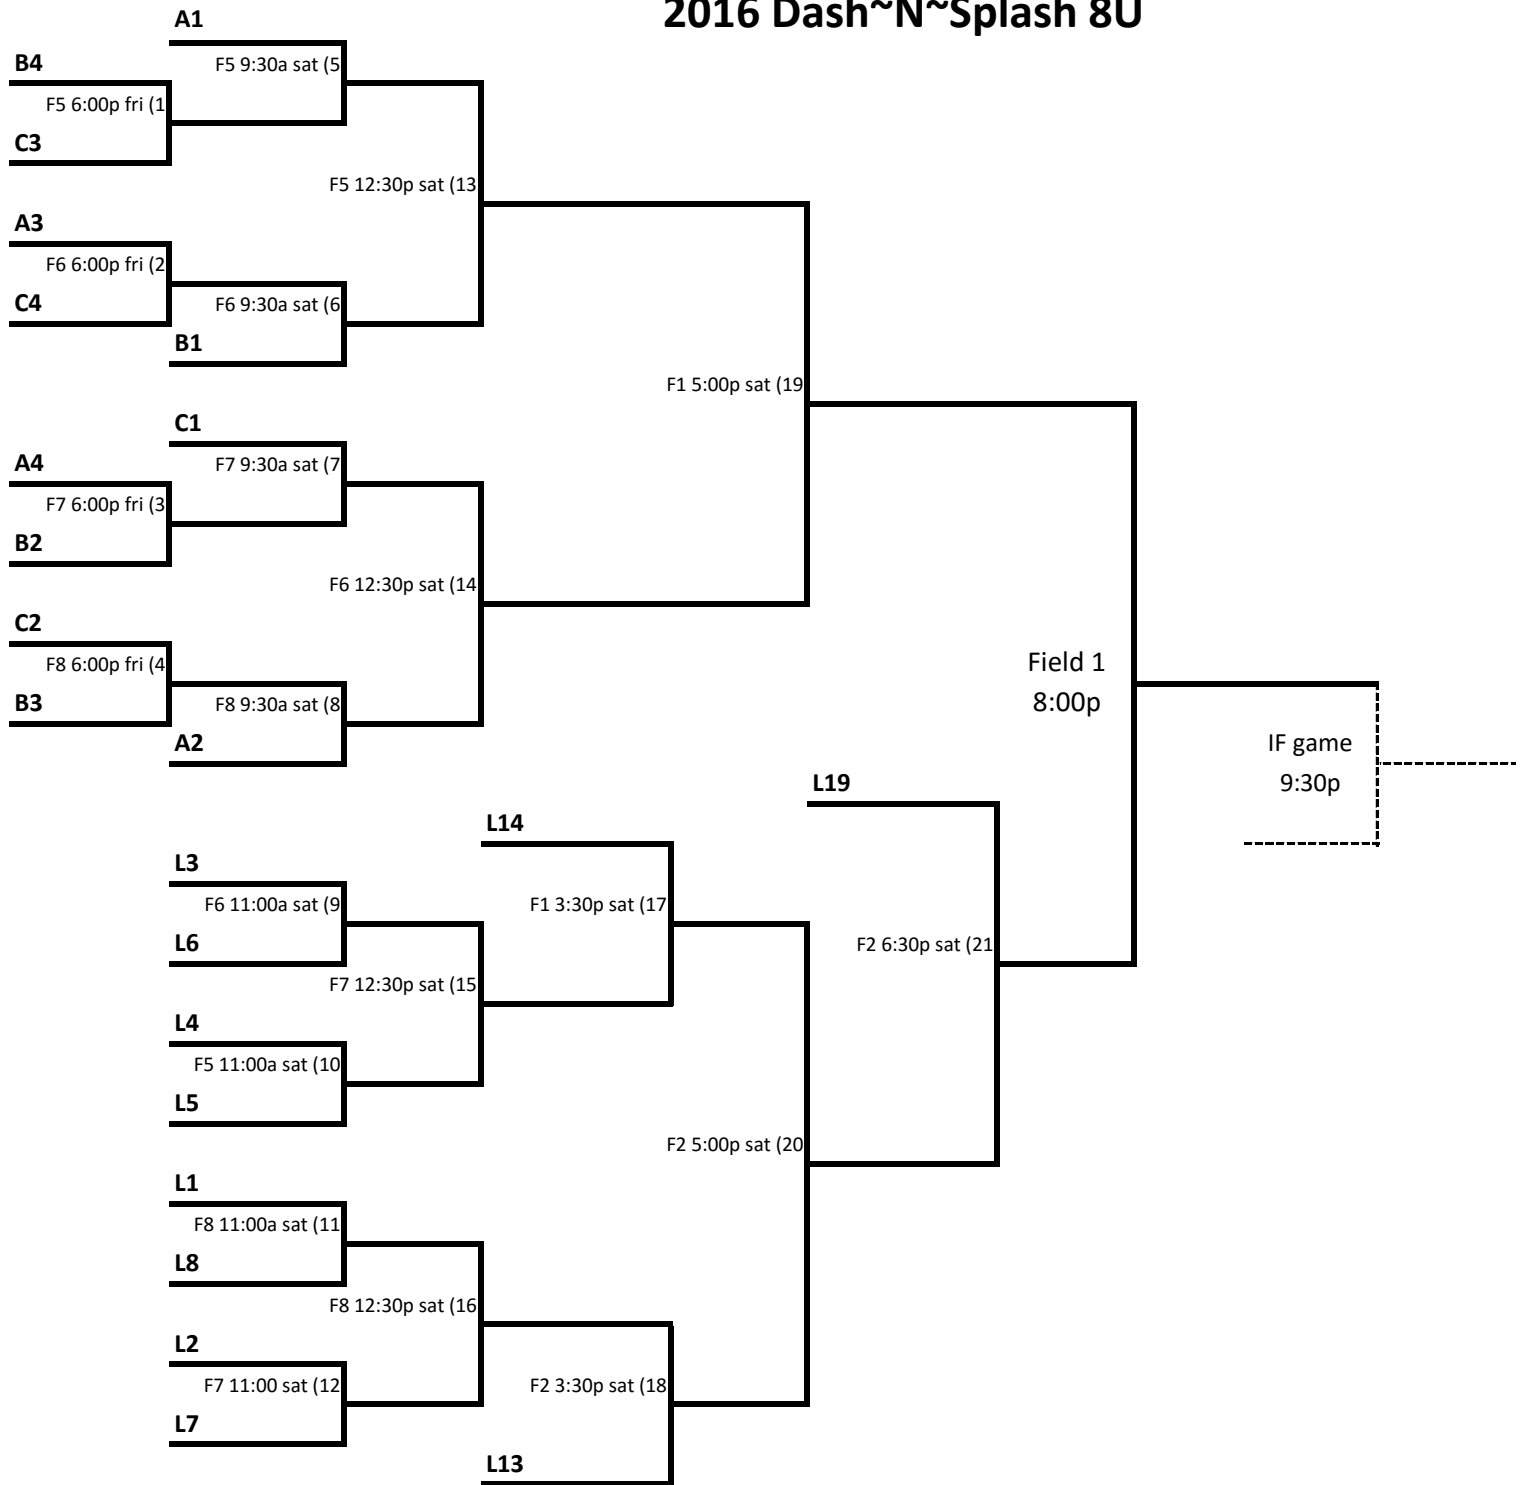 2016 Dash~N~Splash 8U
A1
F5 9:30a sat (5
B4
F5 6:00p fri (1
C3
F5 12:30p sat (13
A3
F6 6:00p fri (2
C4
F6 9:30a sat (6
B1
F1 5:00p sat (19
C1
F7 9:30a sat (7
A4
F7 6:00p fri (3
B2
F6 12:30p sat (14
C2
F8 6:00p fri (4
B3
F8 9:30a sat (8
A2
Field 1
8:00p
IF game
9:30p
L19
L14
L3
F6 11:00a sat (9
L6
F1 3:30p sat (17
F2 6:30p sat (21
F7 12:30p sat (15
L4
F5 11:00a sat (10
L5
F2 5:00p sat (20
L1
F8 11:00a sat (11
L8
F8 12:30p sat (16
L2
F7 11:00 sat (12
L7
F2 3:30p sat (18
L13